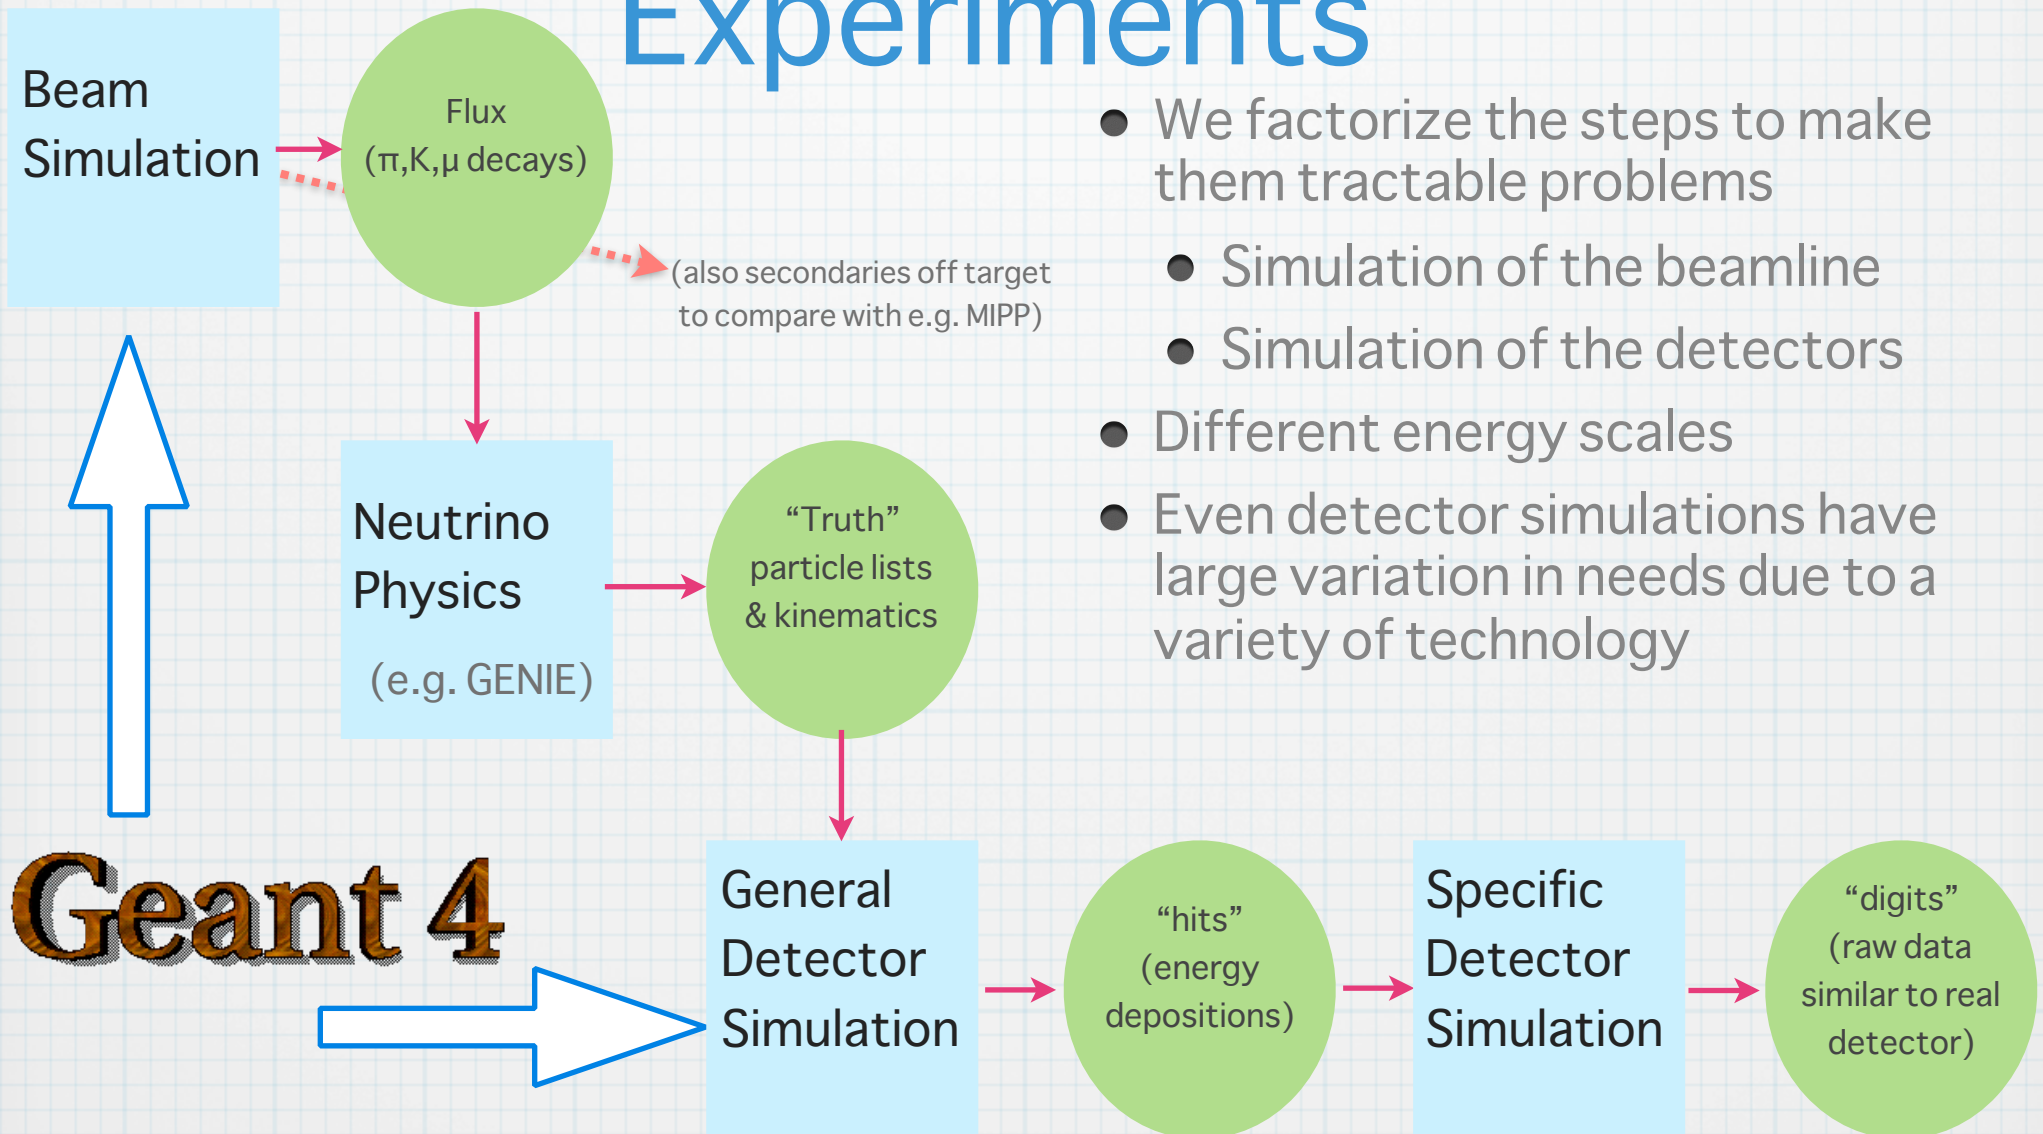 Experiments
Beam
Simulation
Flux
(π,K,μ decays)
(also secondaries off target
to compare with e.g. MIPP)
• We factorize the steps to make
them tractable problems
• Simulation of the beamline
• Simulation of the detectors
• Different energy scales
• Even detector simulations have
large variation in needs due to a
variety of technology
Neutrino
Physics
(e.g. GENIE)
“Truth”
particle lists
& kinematics
Geant 4
General
Detector
Simulation
“hits”
(energy
depositions)
Specific
Detector
Simulation
“digits”
(raw data
similar to real
detector)